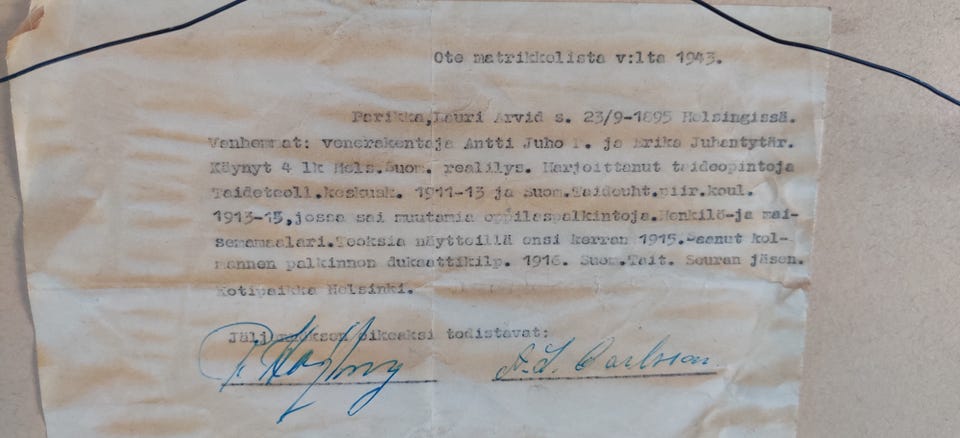 Ote matrikkelista v:lta 1943.
Parikka,Lauri Arvid s. 23/9-1895 Helsingissä.
Vanhemmat: venerakentaja Antti Juho P. ja Erika Juhantytär.
Käynyt 4 lk Hels.Suom. realilys. Harjoittanut taideopintoja
Taideteoll.keskusk. 1911-13 ja Suom.Taideyht.piir.koul.
1913-15,jossa sai muutamia oppilaspalkintoja.Henkilö-ja mai-
semamaalari.Teoksia näytteillä ensi kerran 1915.Saanut kol-
mannen palkinnon dukaattikilp. 1916. Suom.Tait. Seuran jäsen.
Kotipaikka Helsinki.
Jäljennöksen oikeaksi todistavat:
Carlsson